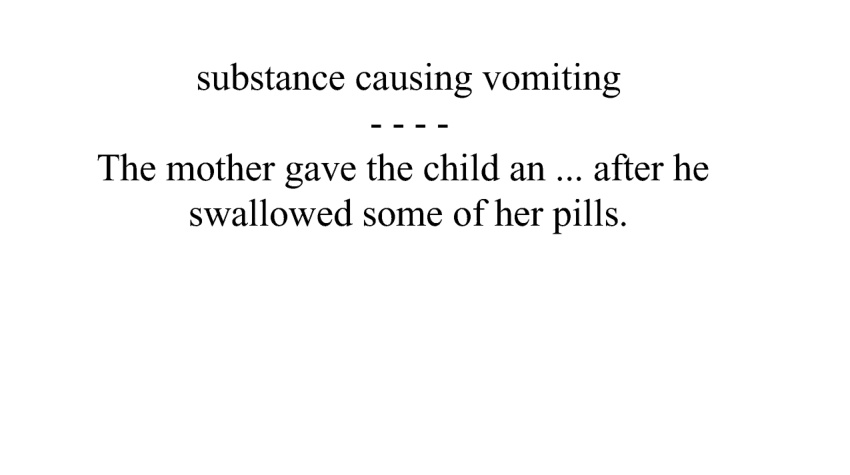 substance causing vomiting
- - - -
The mother gave the child an ... after he
swallowed some of her pills.